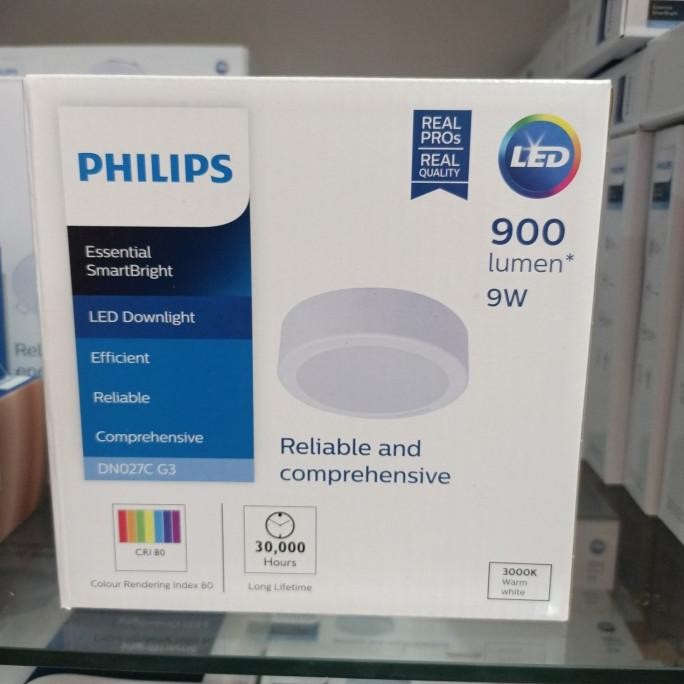 PHILIPS
Essential
SmartBright
LED Downlight
Efficient
Reliable
Comprehensive
DN027C G3
REAL
PROs
REAL
QUALITY
LED
900
lumen*
9W
Reliable and
comprehensive
CRI 80
Colour Rendering Index 80
30,000
Hours
Long Lifetime
3000K
Warm
white